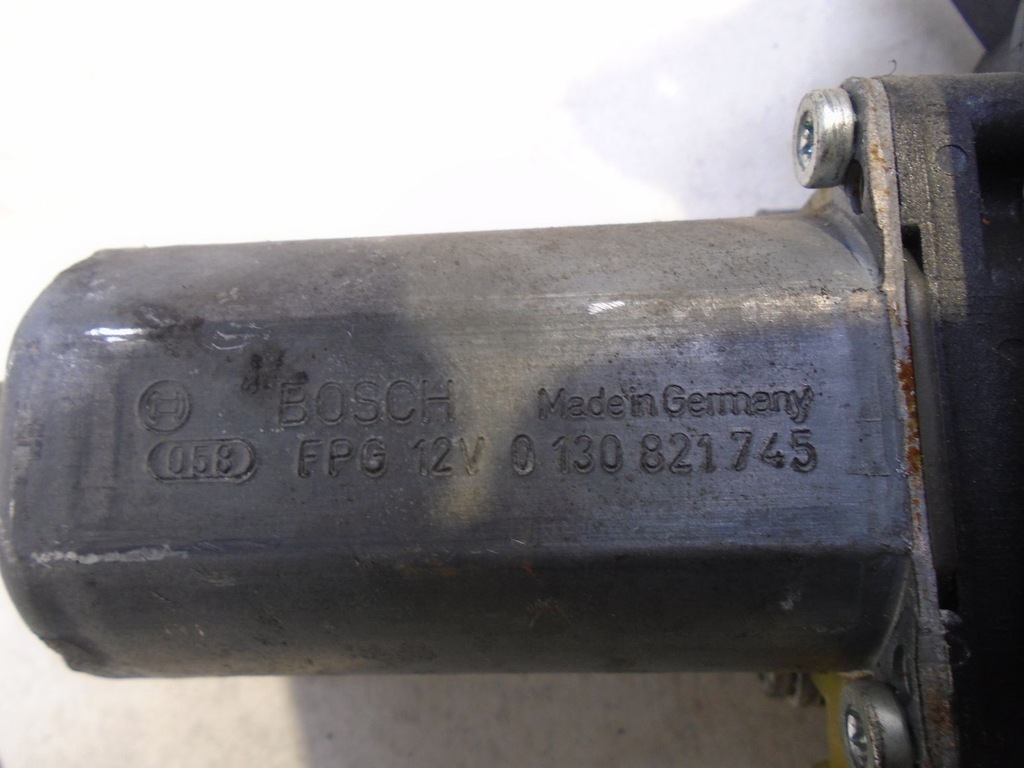 BOSCH Made in Germany
058 FPG 12V 0 130 821 745